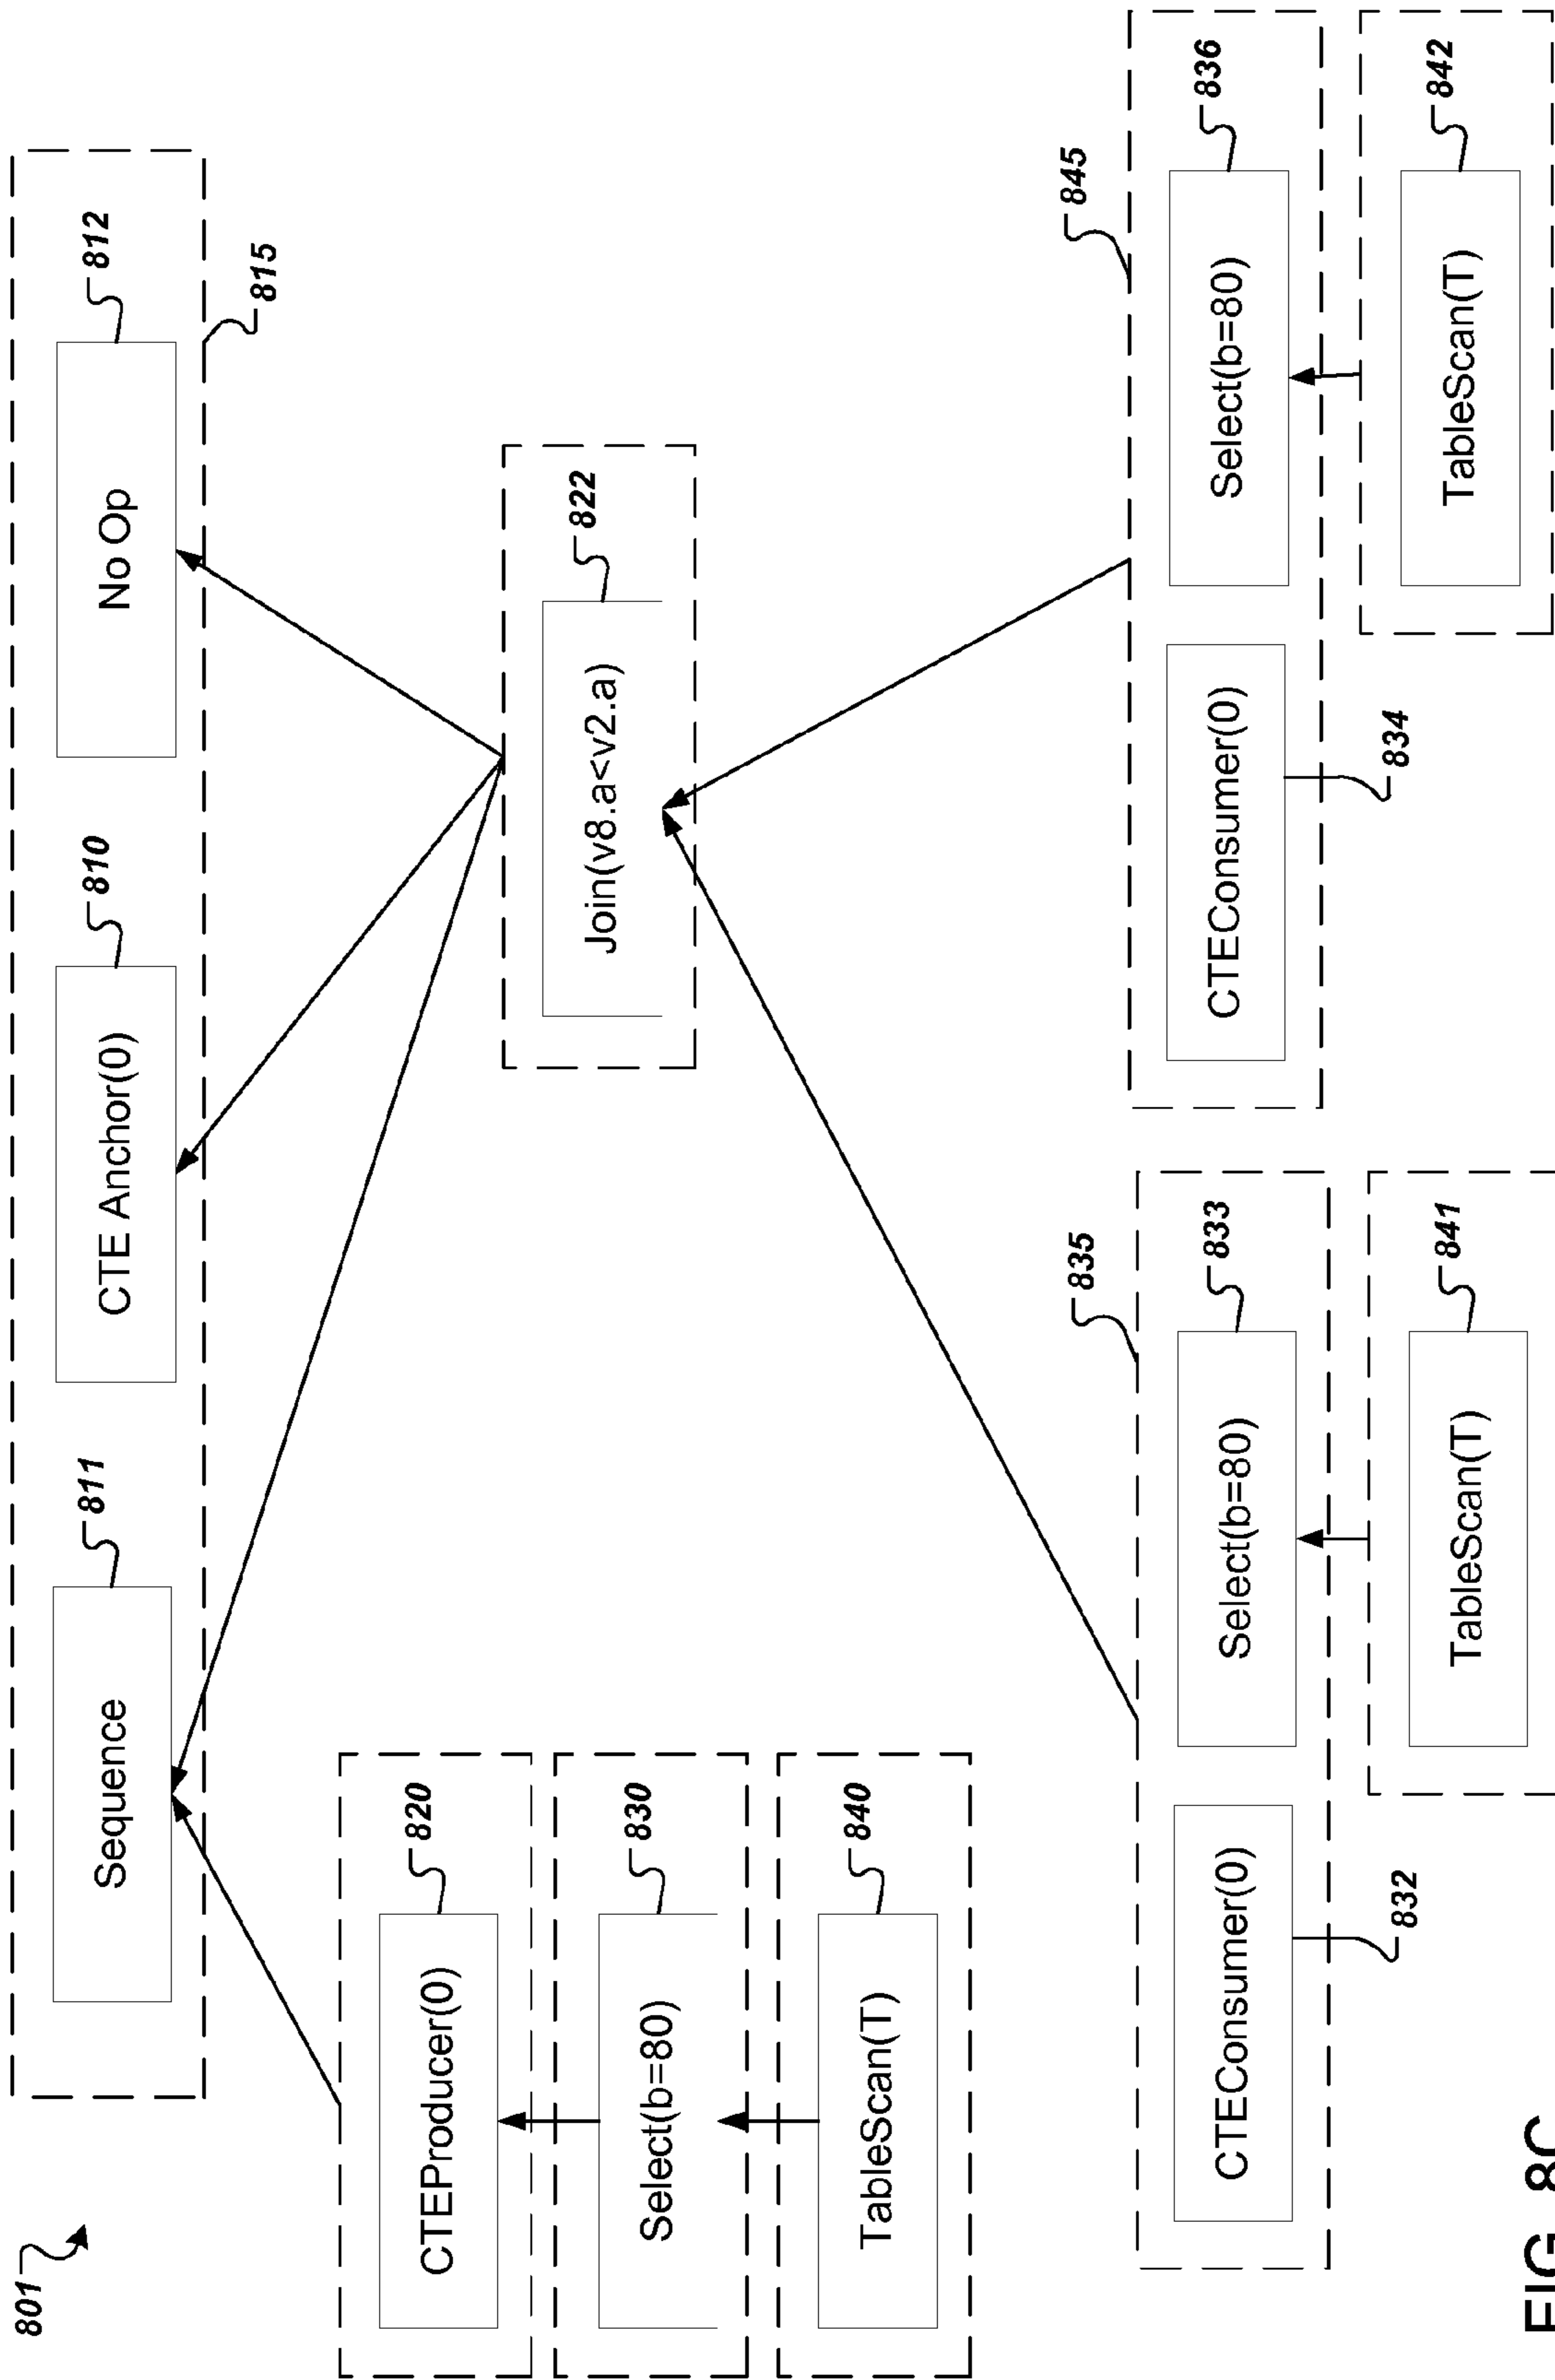 801
Sequence
811
CTE Anchor(0)
810
No Op
812
815
CTEProducer(0)
820
Select(b=80)
830
TableScan(T)
840
Join(v8.a<v2.a)
822
835
CTEConsumer(0)
832
Select(b=80)
833
TableScan(T)
841
845
CTEConsumer(0)
834
Select(b=80)
836
TableScan(T)
842
FIG. 8C